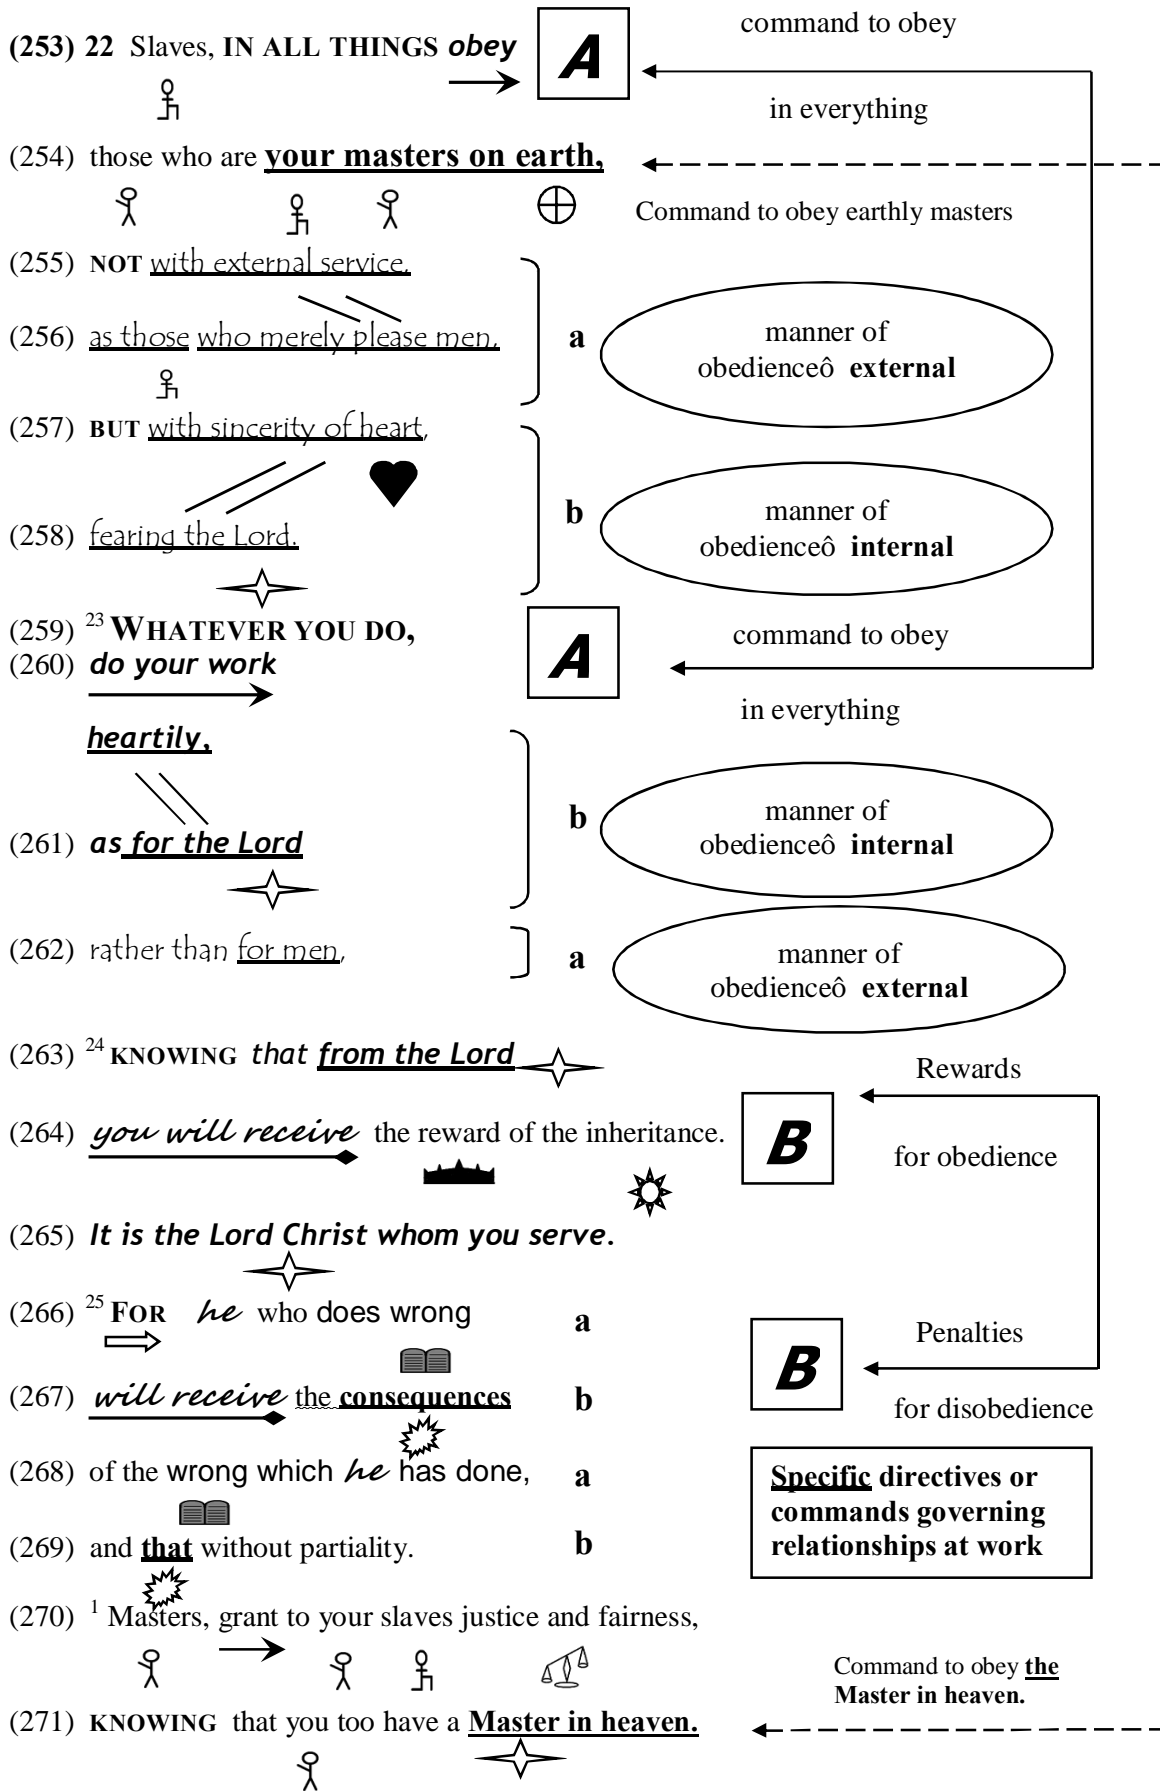 command to obey
(253) 22 Slaves, IN ALL THINGS obey A
in everything
(254) those who are your masters on earth,
Command to obey earthly masters
(255) NOT with external service,
(256) as those who merely please men, a
manner of
obedienceô external
(257) BUT with sincerity of heart,
b
manner of
obedienceô internal
(258) fearing the Lord.
(259) 23 WHATEVER YOU DO,
command to obey
(260) do your work A
in everything
heartily,
b
manner of
obedienceô internal
(261) as for the Lord
(262) rather than for men, a
manner of
obedienceô external
(263) 24 KNOWING that from the Lord
Rewards
(264) you will receive the reward of the inheritance. B
for obedience
(265) It is the Lord Christ whom you serve.
(266) 25 FOR he who does wrong a
Penalties
B
(267) will receive the consequences b
for disobedience
(268) of the wrong which he has done, a
Specific directives or
commands governing
relationships at work
(269) and that without partiality. b
(270) 1 Masters, grant to your slaves justice and fairness,
Command to obey the
Master in heaven.
(271) KNOWING that you too have a Master in heaven.